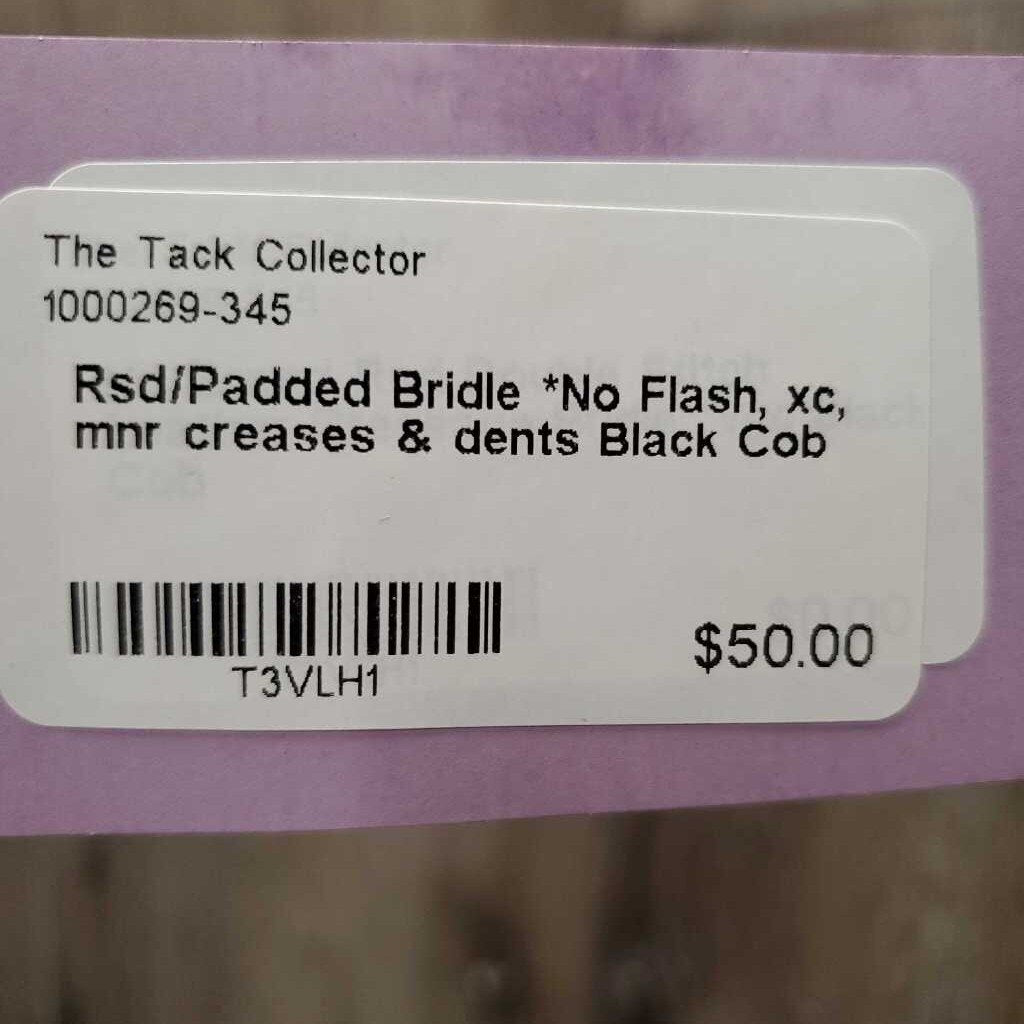 The Tack Collector
1000269-345
Rsd/Padded Bridle *No Flash, xc,
mnr creases & dents Black Cob
T3VLH1
$50.00